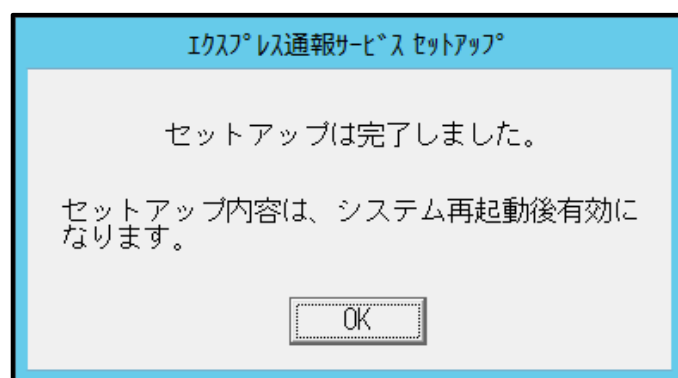 ｴｸｽﾌﾟﾚｽ通報ｻｰﾋﾞｽ ｾｯﾄｱｯﾌﾟ
セットアップは完了しました。
セットアップ内容は、システム再起動後有効に
なります。
OK